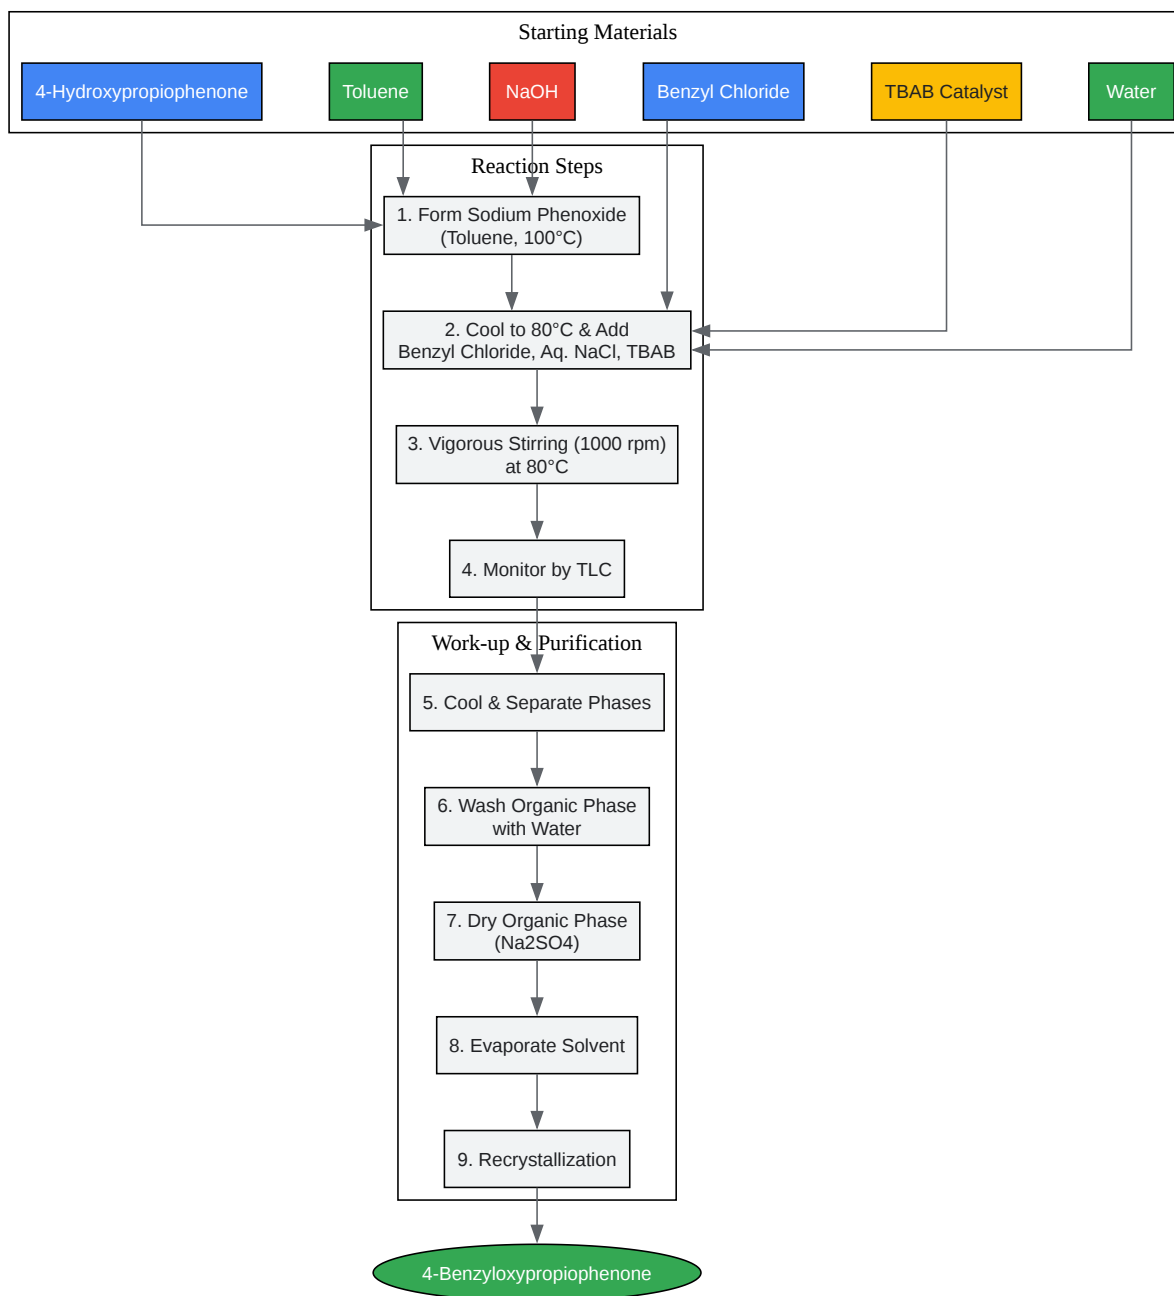 Starting Materials
4-Hydroxypropiophenone
Toluene
NaOH
Benzyl Chloride
TBAB Catalyst
Water
Reaction Steps
1. Form Sodium Phenoxide
(Toluene, 100°C)
2. Cool to 80°C & Add
Benzyl Chloride, Aq. NaCl, TBAB
3. Vigorous Stirring (1000 rpm)
at 80°C
4. Monitor by TLC
Work-up & Purification
5. Cool & Separate Phases
6. Wash Organic Phase
with Water
7. Dry Organic Phase
(Na2SO4)
8. Evaporate Solvent
9. Recrystallization
4-Benzyloxypropiophenone